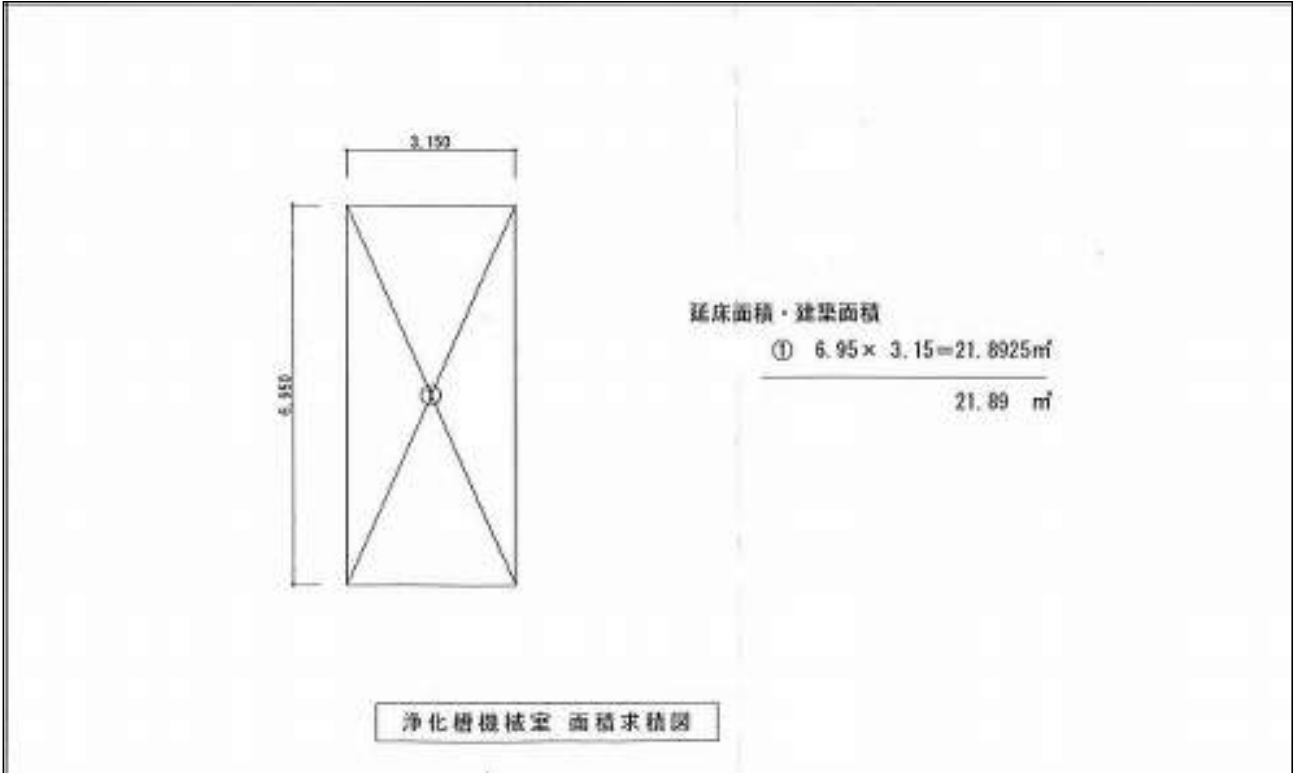 3,150
6,950
①
延床面積・建築面積
① 6.95× 3.15=21.8925㎡
21.89 ㎡
浄化槽機械室 面積求積図